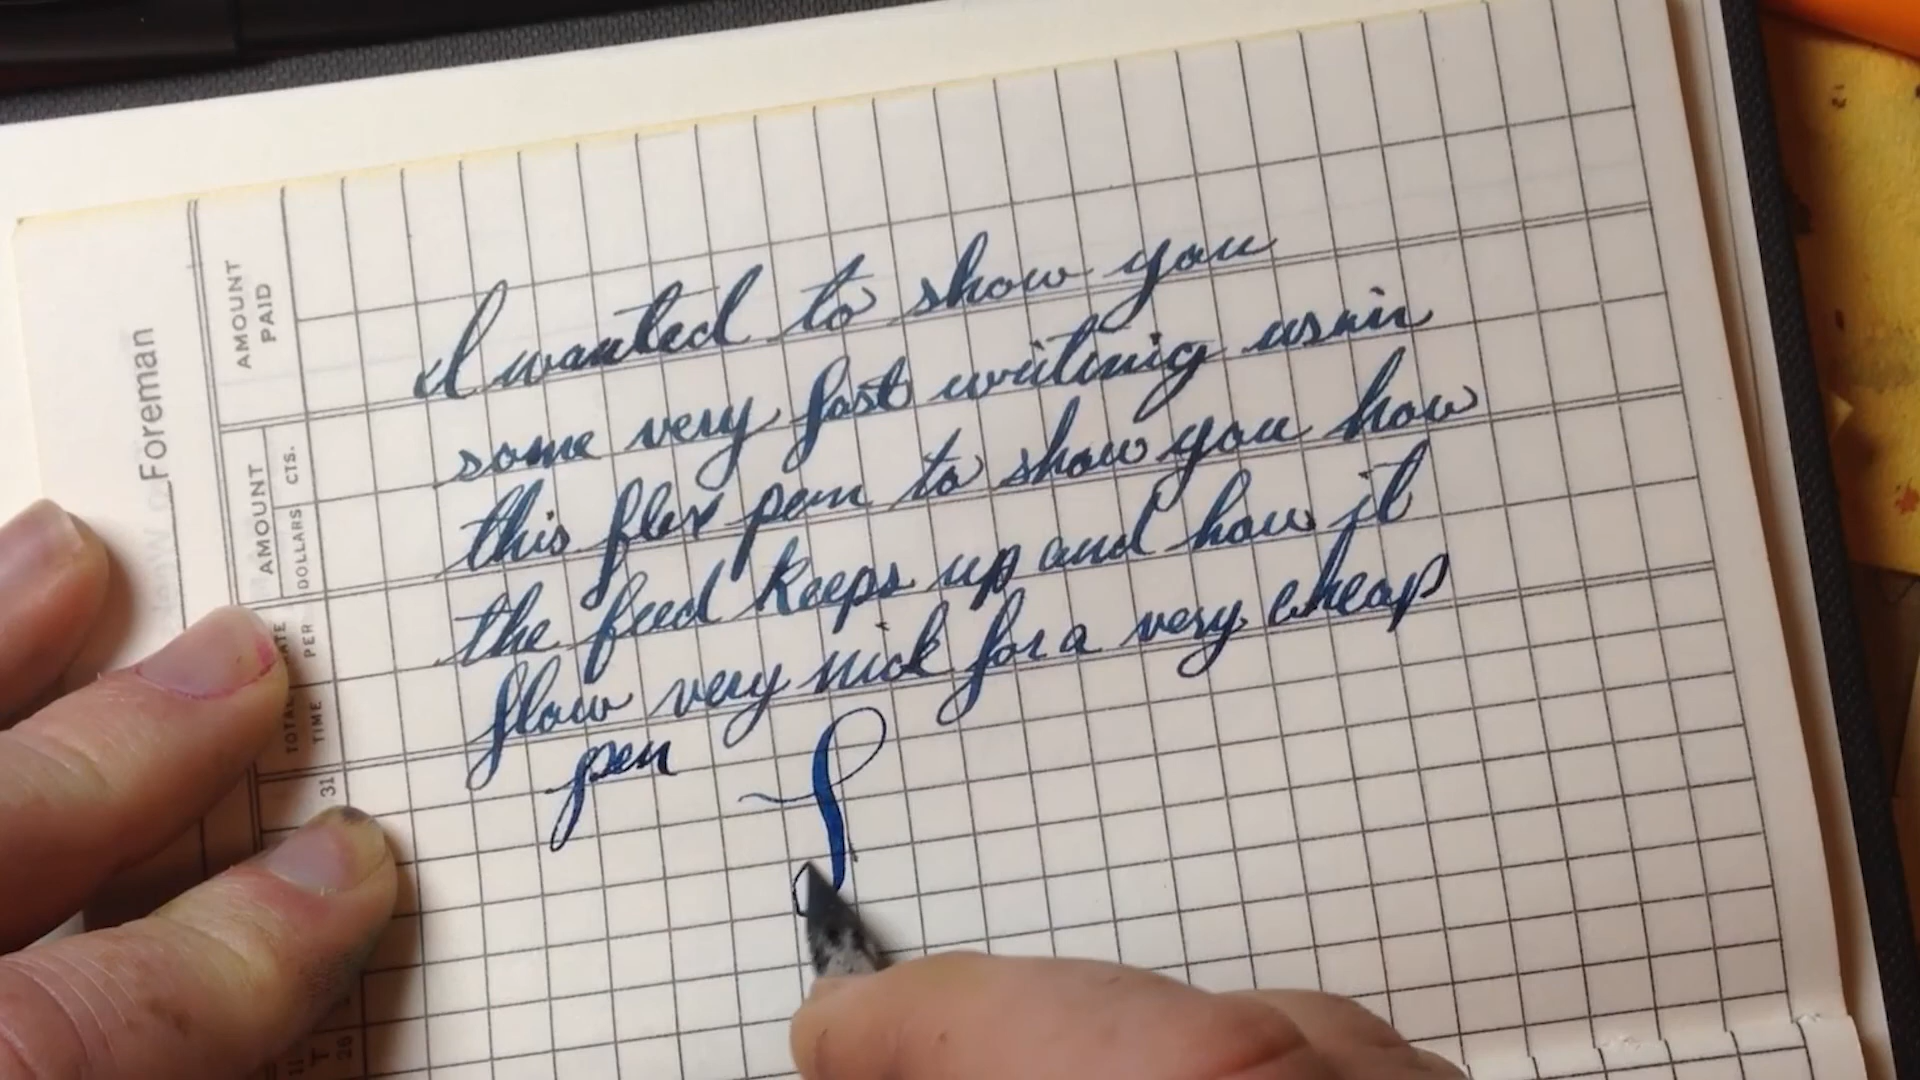 I wanted to show you
some very fast writing usin
this flex pen to show you how
the feed keeps up and how it
flow very nick for a very cheap
pen
Foreman
AMOUNT
PAID
AMOUNT
DOLLARS CTS.
RATE
PER
TOTAL
TIME
31
T
26